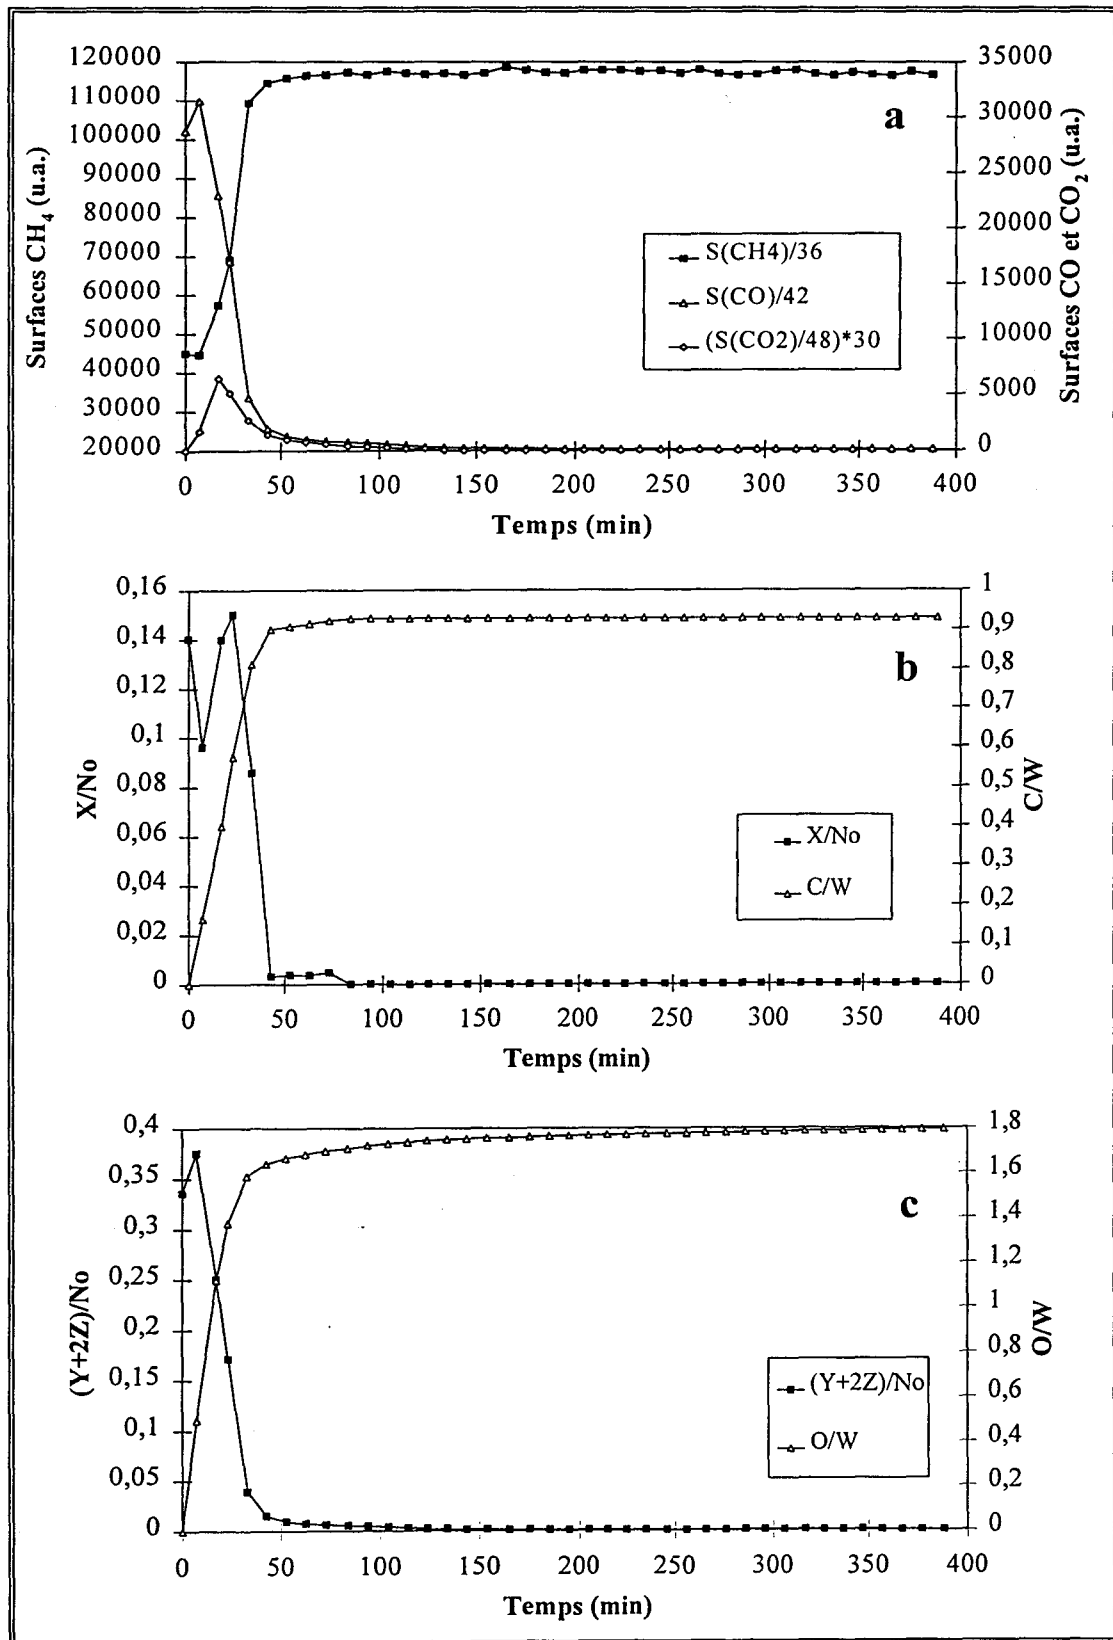 120000
110000
100000
90000
80000
70000
60000
50000
40000
30000
20000
Surfaces CH4 (u.a.)
35000
30000
25000
20000
15000
10000
5000
0
Surfaces CO et CO2 (u.a.)
a
S(CH4)/36
S(CO)/42
(S(CO2)/48)*30
0 50 100 150 200 250 300 350 400
Temps (min)
0,16
0,14
0,12
0,1
0,08
0,06
0,04
0,02
0
X/No
1
0,9
0,8
0,7
0,6
0,5
0,4
0,3
0,2
0,1
0
C/W
b
X/No
C/W
0 50 100 150 200 250 300 350 400
Temps (min)
0,4
0,35
0,3
0,25
0,2
0,15
0,1
0,05
0
(Y+2Z)/No
1,8
1,6
1,4
1,2
1
0,8
0,6
0,4
0,2
0
O/W
c
(Y+2Z)/No
O/W
0 50 100 150 200 250 300 350 400
Temps (min)